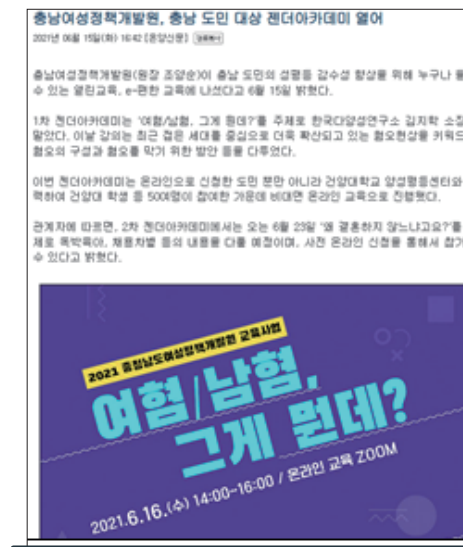 충남여성정책개발원, 충남 도민 대상 젠더아카데미 열어
2021년 06월 15일(화) 16:42 [온양신문]
충남여성정책개발원(원장 조양순)이 충남 도민의 성평등 감수성 향상을 위해 누구나 들
수 있는 열린교육, e-편한 교육에 나섰다고 6월 15일 밝혔다.
1차 젠더아카데미는 '여혐/남혐, 그게 뭔데?'를 주제로 한국다양성연구소 김지학 소장
맡았다. 이날 강의는 최근 젊은 세대를 중심으로 더욱 확산되고 있는 혐오현상을 키워드
혐오의 구성과 혐오를 막기 위한 방안 등을 다루었다.
이번 젠더아카데미는 온라인으로 신청한 도민 뿐만 아니라 건양대학교 양성평등센터와
력하여 건양대 학생 등 500여명이 참여한 가운데 비대면 온라인 교육으로 진행했다.
관계자에 따르면, 2차 젠더아카데미에서는 오는 6월 23일 '왜 결혼하지 않느냐고요?'를
제로 독박육아, 채용차별 등의 내용을 다룰 예정이며, 사전 온라인 신청을 통해서 참가
수 있다고 밝혔다.
2021 충청남도여성정책개발원 교육사업
여혐/남혐,
그게 뭔데?
2021.6.16.(수) 14:00-16:00 / 온라인 교육 ZOOM